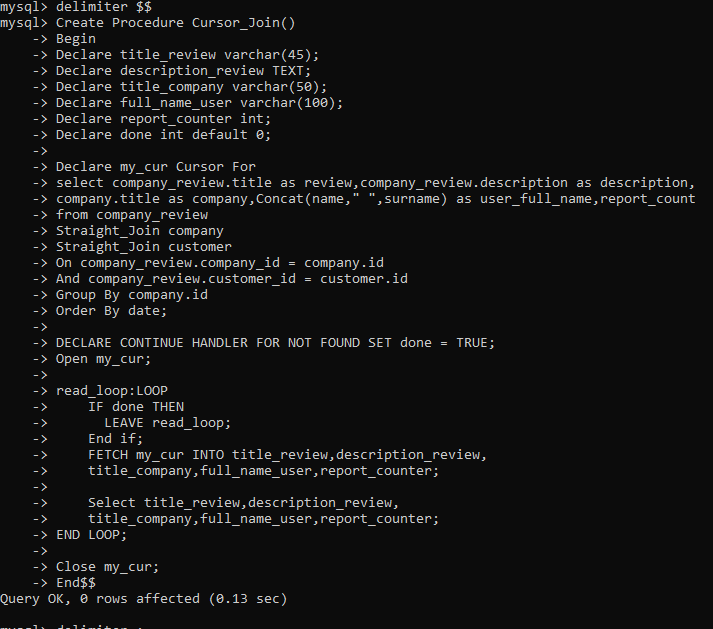 mysql> delimiter $$
mysql> Create Procedure Cursor_Join()
    -> Begin
    -> Declare title_review varchar(45);
    -> Declare description_review TEXT;
    -> Declare title_company varchar(50);
    -> Declare full_name_user varchar(100);
    -> Declare report_counter int;
    -> Declare done int default 0;
    ->
    -> Declare my_cur Cursor For
    -> select company_review.title as review,company_review.description as description,
    -> company.title as company,Concat(name," ",surname) as user_full_name,report_count
    -> from company_review
    -> Straight_Join company
    -> Straight_Join customer
    -> On company_review.company_id = company.id
    -> And company_review.customer_id = customer.id
    -> Group By company.id
    -> Order By date;
    ->
    -> DECLARE CONTINUE HANDLER FOR NOT FOUND SET done = TRUE;
    -> Open my_cur;
    ->
    -> read_loop:LOOP
    ->     IF done THEN
    ->       LEAVE read_loop;
    ->     End if;
    ->     FETCH my_cur INTO title_review,description_review,
    ->     title_company,full_name_user,report_counter;
    ->
    ->     Select title_review,description_review,
    ->     title_company,full_name_user,report_counter;
    -> END LOOP;
    ->
    -> Close my_cur;
    -> End$$
Query OK, 0 rows affected (0.13 sec)

mysql> delimiter ;